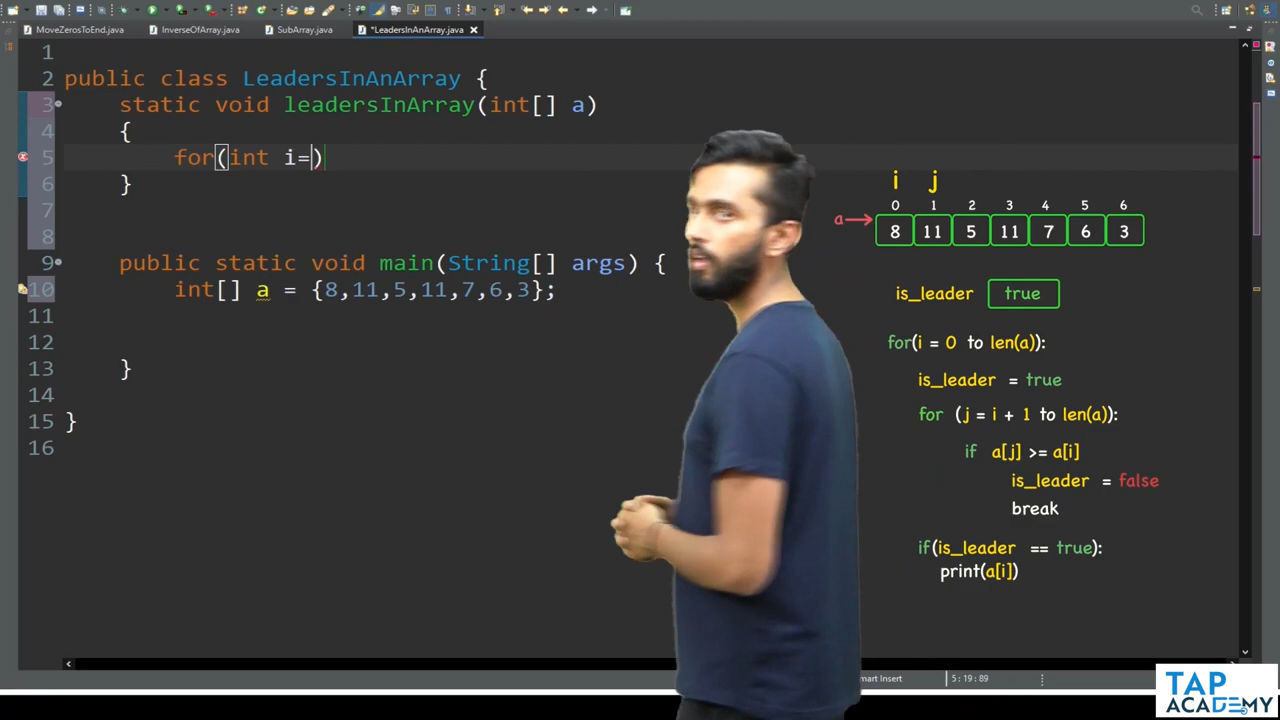 MoveZerosToEnd.java
InverseOfArray.java
SubArray.java
*LeadersInAnArray.java
1
2 public class LeadersInAnArray {
3 static void leadersInArray(int[] a)
4 {
5 for(int i=)
6 }
7
8
9 public static void main(String[] args) {
10 int[] a = {8,11,5,11,7,6,3};
11
12
13 }
14
15 }
16
i j
0 1 2 3 4 5 6
a
8 11 5 11 7 6 3
is_leader true
for(i = 0 to len(a)):
is_leader = true
for (j = i + 1 to len(a)):
if a[j] >= a[i]
is_leader = false
break
if(is_leader == true):
print(a[i])
mart Insert
5 : 19 : 89
TAP
ACADEMY